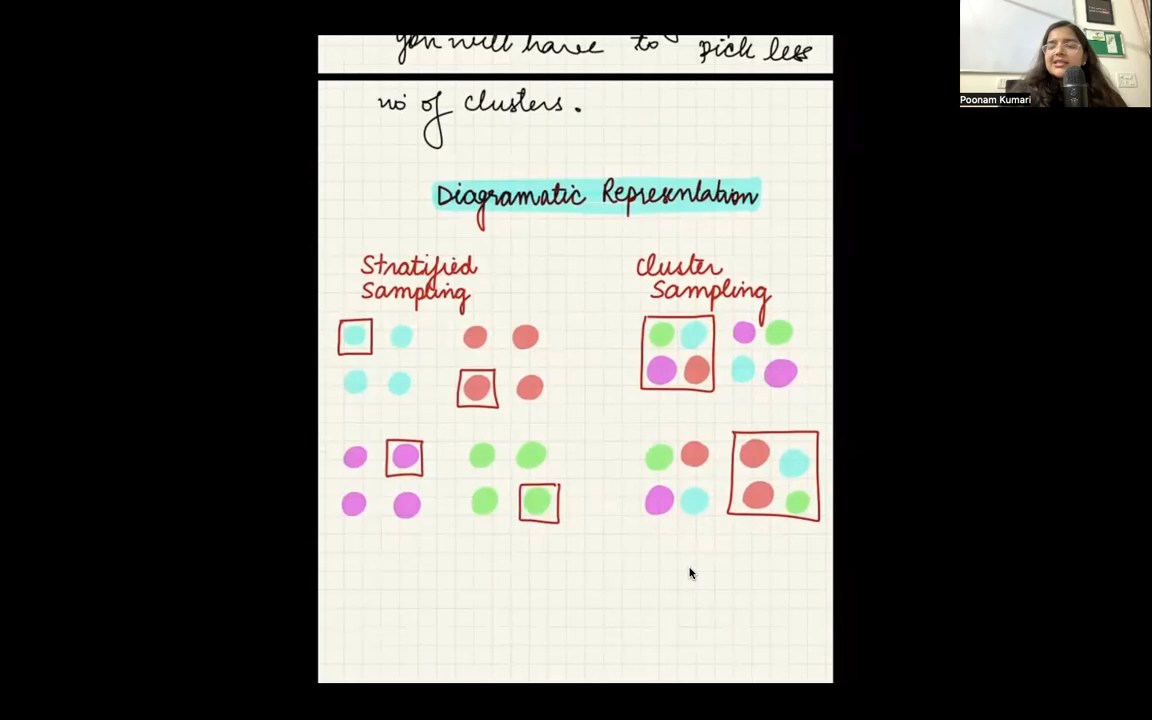 you will have to pick less
no of clusters.
Diagramatic Representation
Stratified
Sampling
Cluster
Sampling
Poonam Kumari